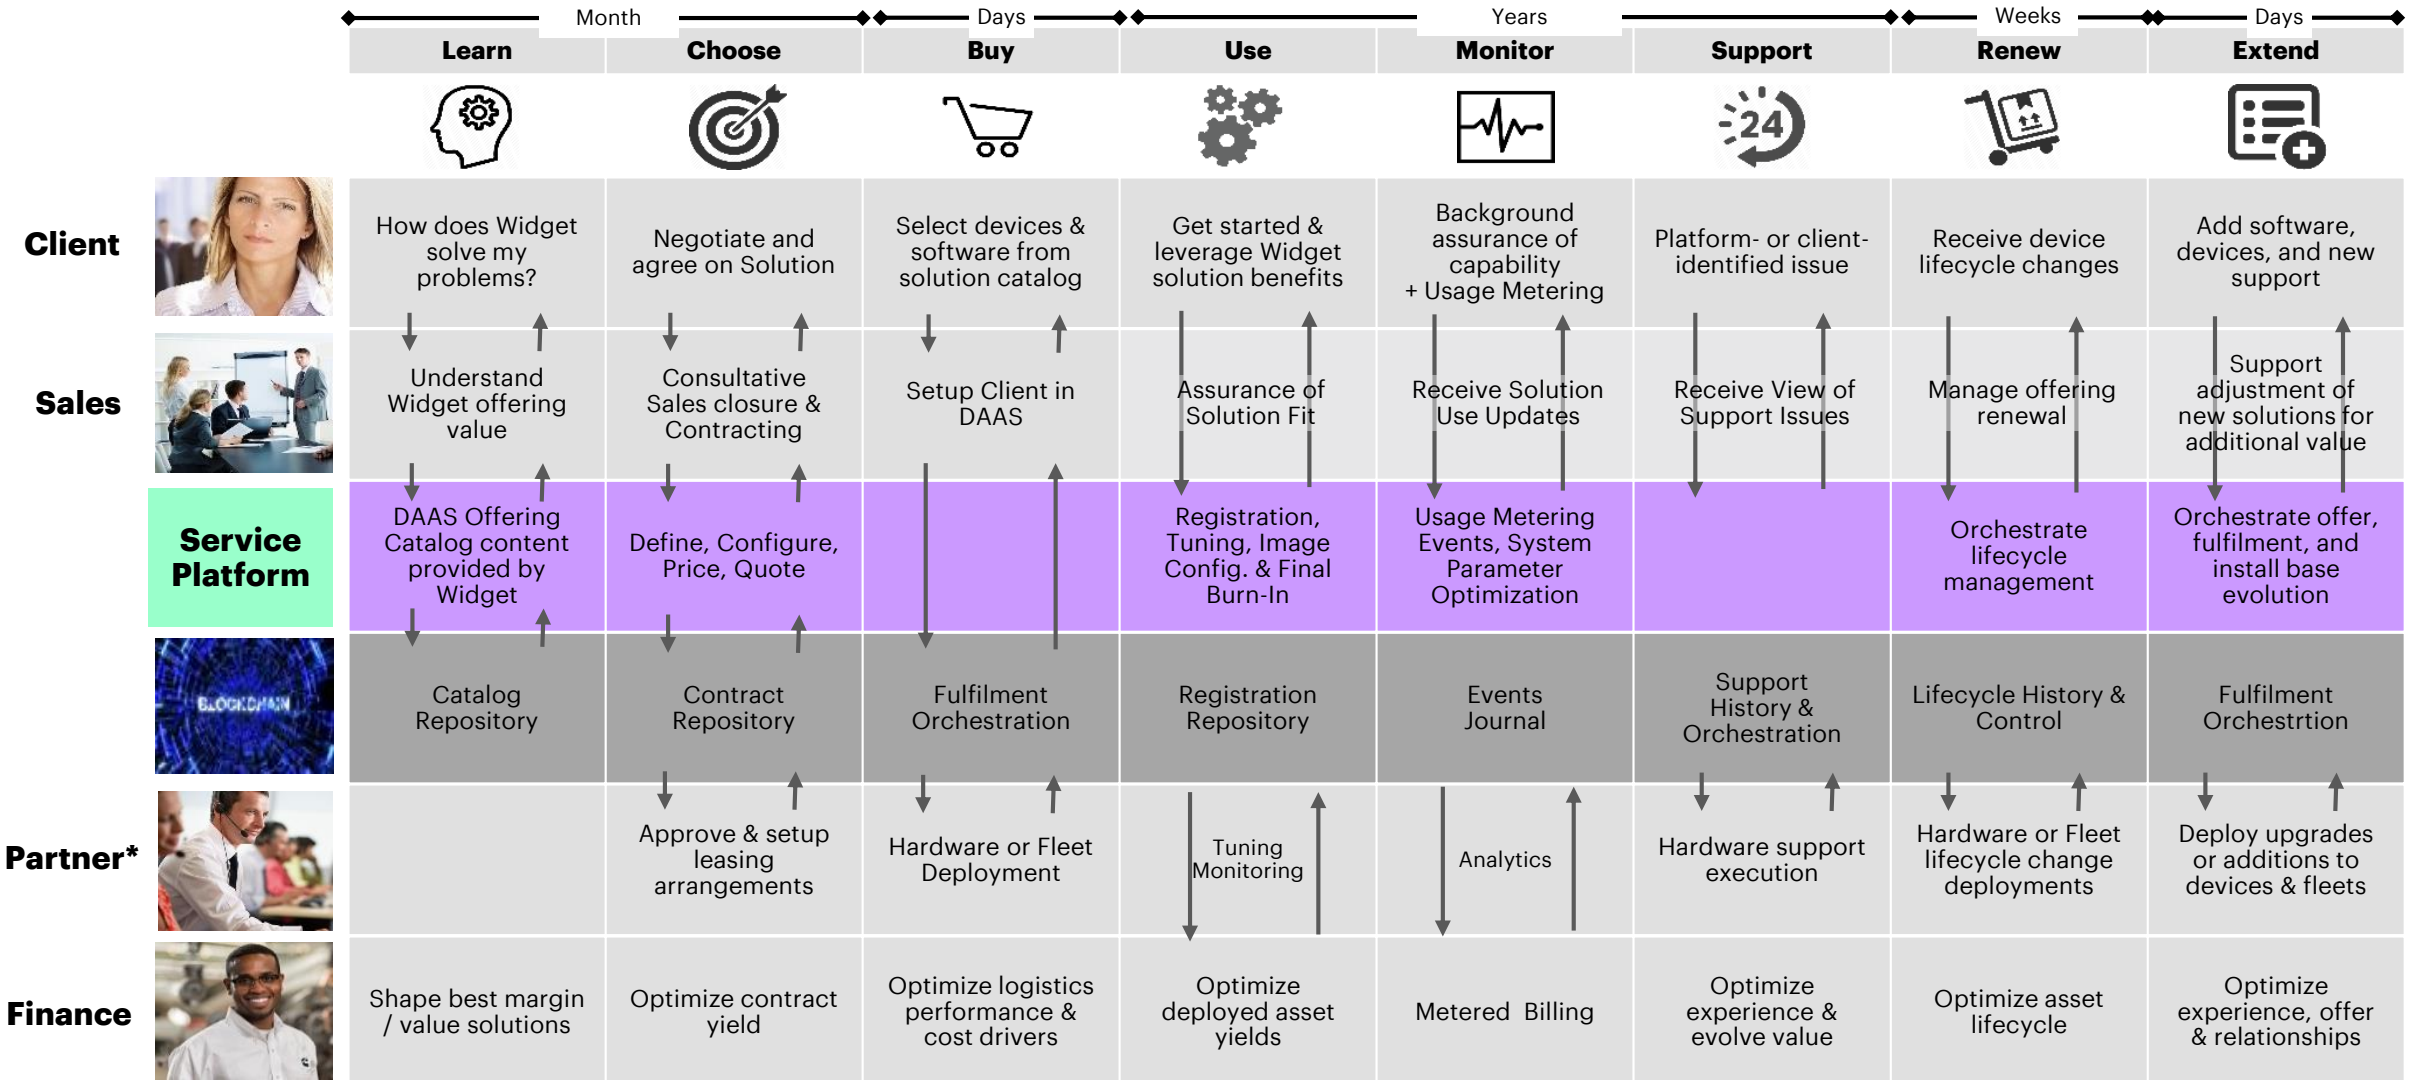 Month
Days
Years
Weeks
Days
Learn
Choose
Buy
Use
Monitor
Support
Renew
Extend
24
Client
How does Widget
solve my
problems?
Negotiate and
agree on Solution
Select devices &
software from
solution catalog
Get started &
leverage Widget
solution benefits
Background
assurance of
capability
+ Usage Metering
Platform- or client-
identified issue
Receive device
lifecycle changes
Add software,
devices, and new
support
Sales
Understand
Widget offering
value
Consultative
Sales closure &
Contracting
Setup Client in
DAAS
Assurance of
Solution Fit
Receive Solution
Use Updates
Receive View of
Support Issues
Manage offering
renewal
Support
adjustment of
new solutions for
additional value
Service
Platform
DAAS Offering
Catalog content
provided by
Widget
Define, Configure,
Price, Quote
Registration,
Tuning, Image
Config. & Final
Burn-In
Usage Metering
Events, System
Parameter
Optimization
Orchestrate
lifecycle
management
Orchestrate offer,
fulfilment, and
install base
evolution
BLOCKCHAIN
Catalog
Repository
Contract
Repository
Fulfilment
Orchestration
Registration
Repository
Events
Journal
Support
History &
Orchestration
Lifecycle History &
Control
Fulfilment
Orchestrtion
Partner*
Approve & setup
leasing
arrangements
Hardware or Fleet
Deployment
Tuning
Monitoring
Analytics
Hardware support
execution
Hardware or Fleet
lifecycle change
deployments
Deploy upgrades
or additions to
devices & fleets
Finance
Shape best margin
/ value solutions
Optimize contract
yield
Optimize logistics
performance &
cost drivers
Optimize
deployed asset
yields
Metered Billing
Optimize
experience &
evolve value
Optimize asset
lifecycle
Optimize
experience, offer
& relationships